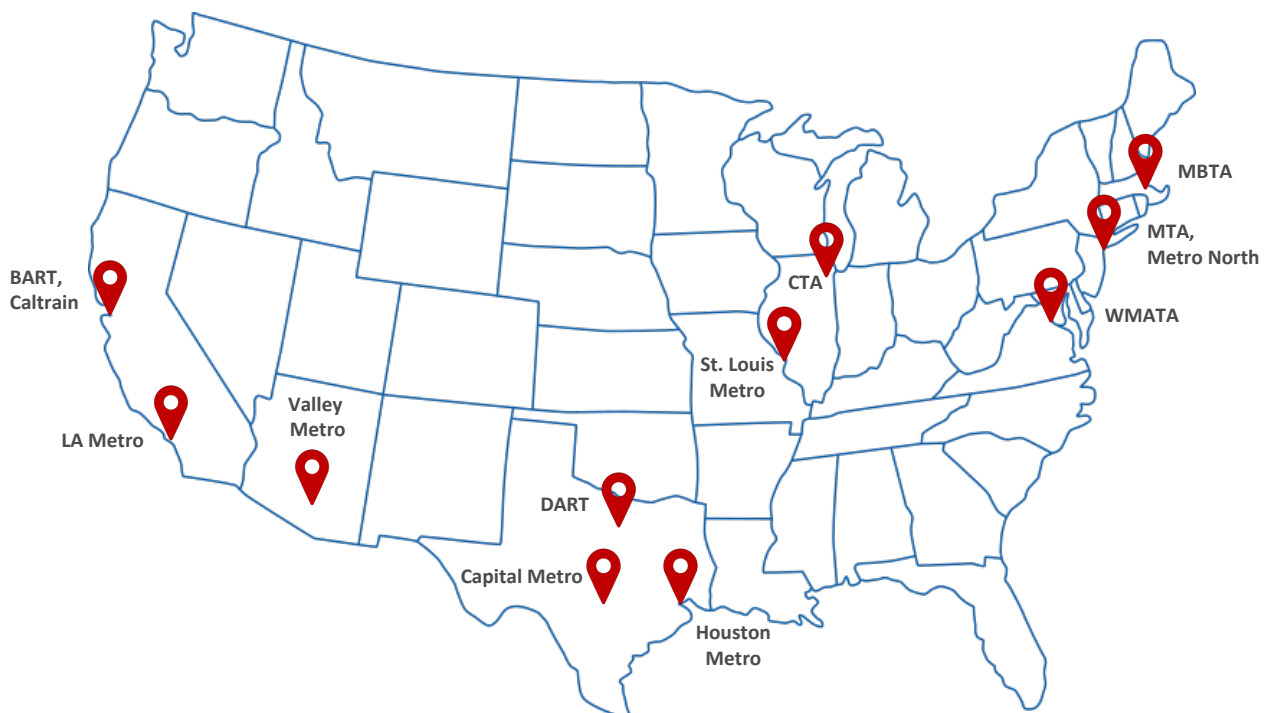 MBTA
MTA,
Metro North
BART,
Caltrain
CTA
WMATA
St. Louis
Metro
Valley
Metro
LA Metro
DART
Capital Metro
Houston
Metro